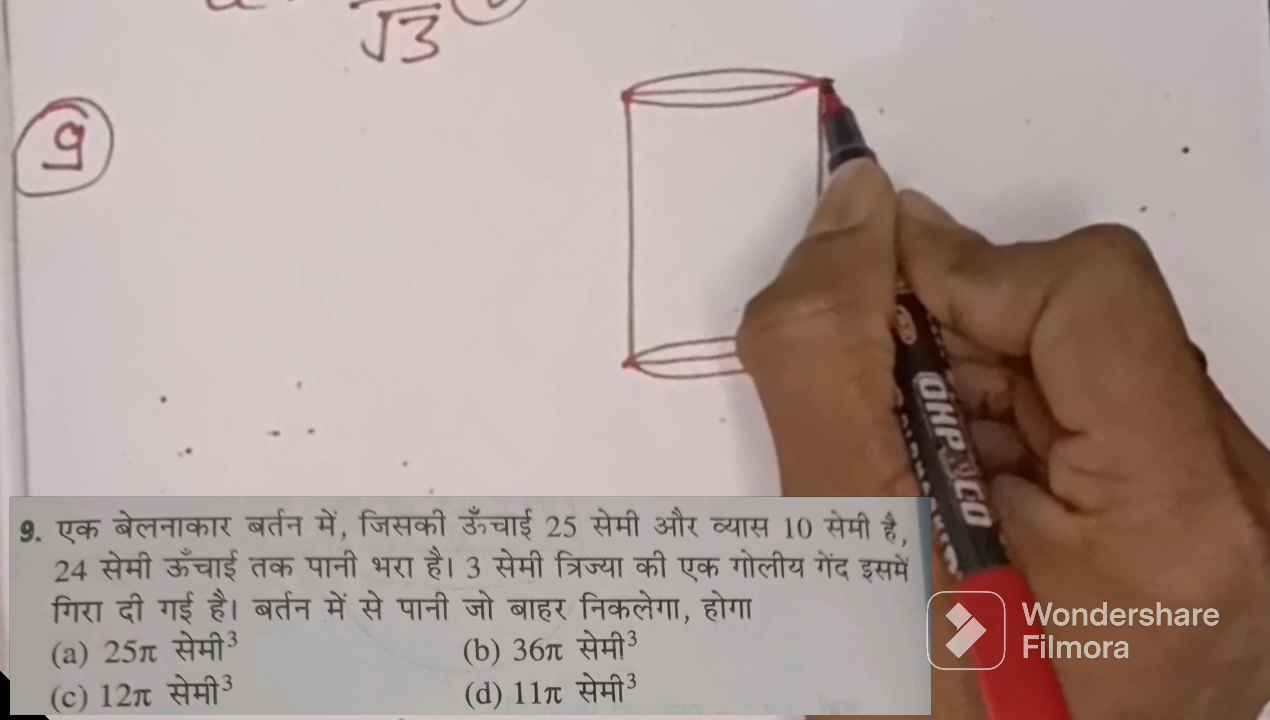 √3
9
9. एक बेलनाकार बर्तन में, जिसकी ऊँचाई 25 सेमी और व्यास 10 सेमी है,
24 सेमी ऊँचाई तक पानी भरा है। 3 सेमी त्रिज्या की एक गोलीय गेंद इसमें
गिरा दी गई है। बर्तन में से पानी जो बाहर निकलेगा, होगा
(a) 25π सेमी³ (b) 36π सेमी³
(c) 12π सेमी³ (d) 11π सेमी³
OHP
Wondershare
Filmora